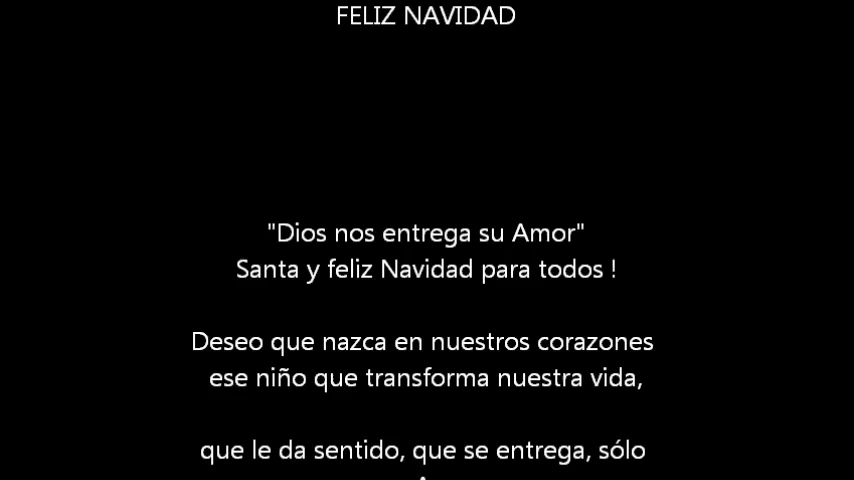 FELIZ NAVIDAD
"Dios nos entrega su Amor"
Santa y feliz Navidad para todos !
Deseo que nazca en nuestros corazones
ese niño que transforma nuestra vida,
que le da sentido, que se entrega, sólo